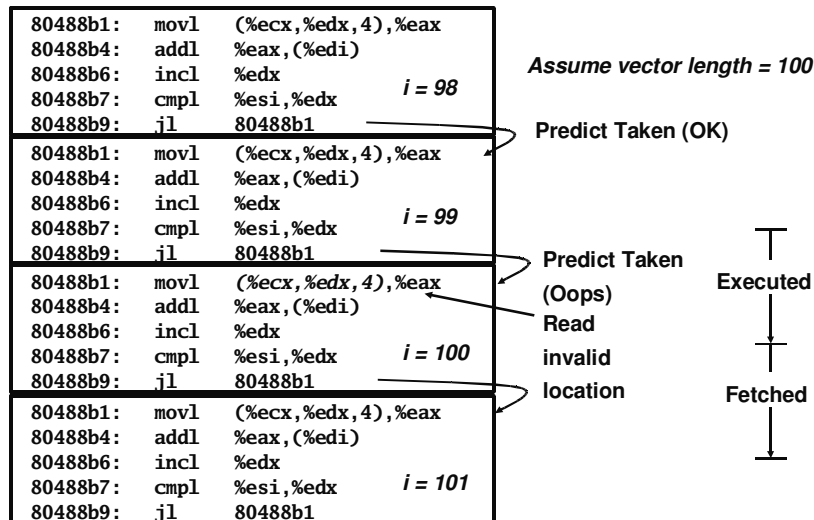 80488b1: movl (%ecx,%edx,4),%eax
80488b4: addl %eax,(%edi)
80488b6: incl %edx
80488b7: cmpl %esi,%edx
i = 98
80488b9: jl 80488b1
Assume vector length = 100
Predict Taken (OK)
80488b1: movl (%ecx,%edx,4),%eax
80488b4: addl %eax,(%edi)
80488b6: incl %edx
80488b7: cmpl %esi,%edx
i = 99
80488b9: jl 80488b1
Predict Taken
(Oops)
80488b1: movl (%ecx,%edx,4),%eax
80488b4: addl %eax,(%edi)
80488b6: incl %edx
80488b7: cmpl %esi,%edx
i = 100
80488b9: jl 80488b1
Read
invalid
location
Executed
Fetched
80488b1: movl (%ecx,%edx,4),%eax
80488b4: addl %eax,(%edi)
80488b6: incl %edx
80488b7: cmpl %esi,%edx
i = 101
80488b9: jl 80488b1